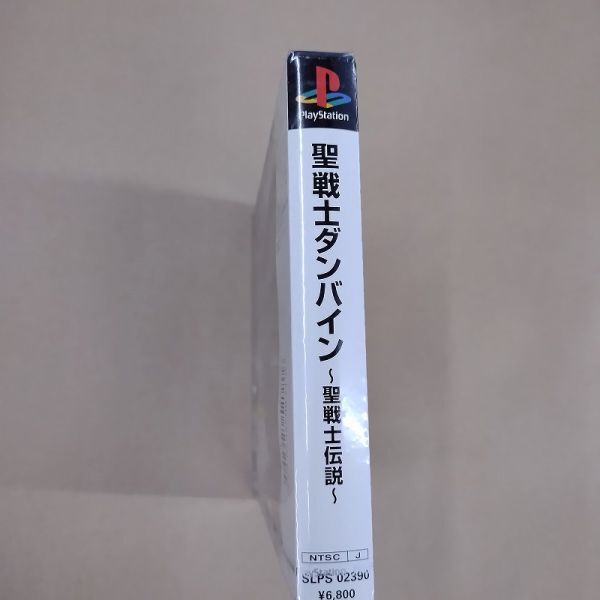 PlayStation
聖戦士ダンバイン
～聖戦士伝説～
NTSC J
SLPS 02390
¥6,800